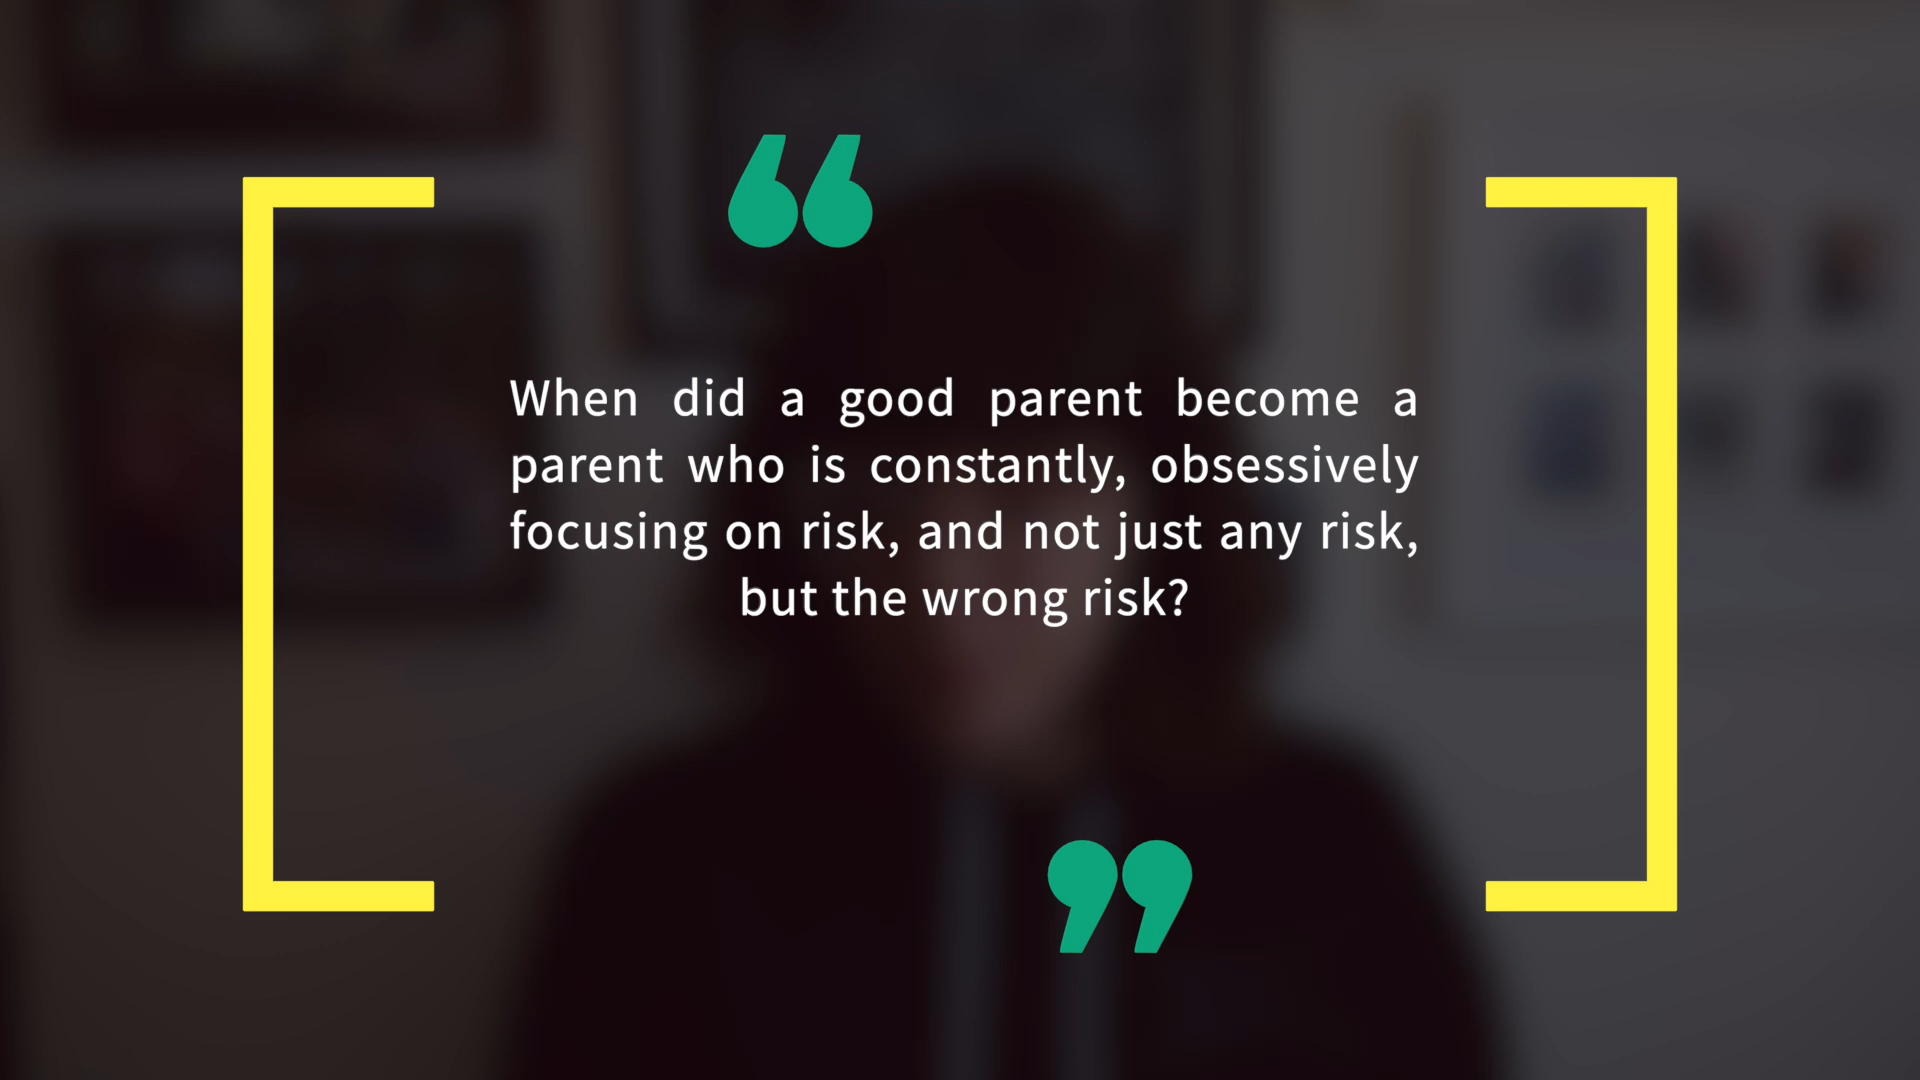 “
When did a good parent become a
parent who is constantly, obsessively
focusing on risk, and not just any risk,
but the wrong risk?
”